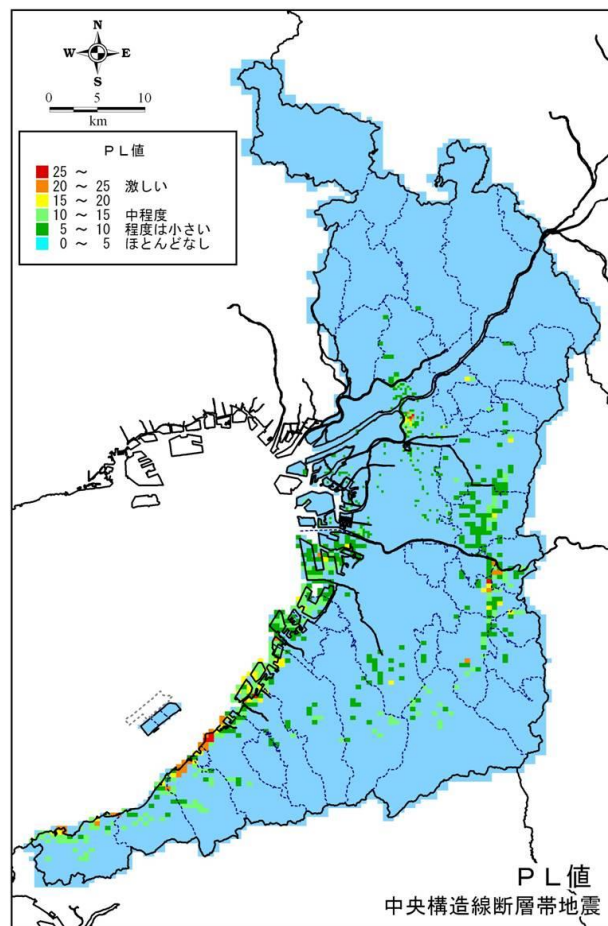 N
W E
S
0 5 10
km
PL値
25 ～
20 ～ 25 激しい
15 ～ 20
10 ～ 15 中程度
5 ～ 10 程度は小さい
0 ～ 5 ほとんどなし
PL値
中央構造線断層帯地震